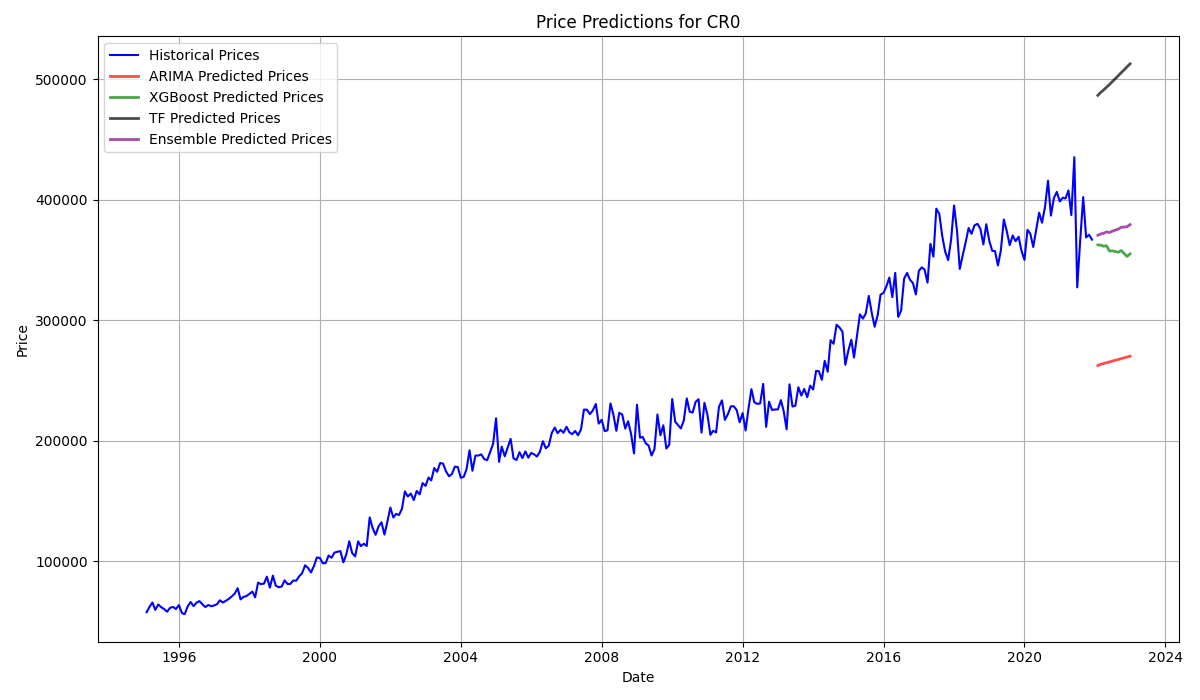 Price Predictions for CR0
Historical Prices
ARIMA Predicted Prices
XGBoost Predicted Prices
TF Predicted Prices
Ensemble Predicted Prices
500000
400000
300000
200000
100000
Price
1996 2000 2004 2008 2012 2016 2020 2024
Date